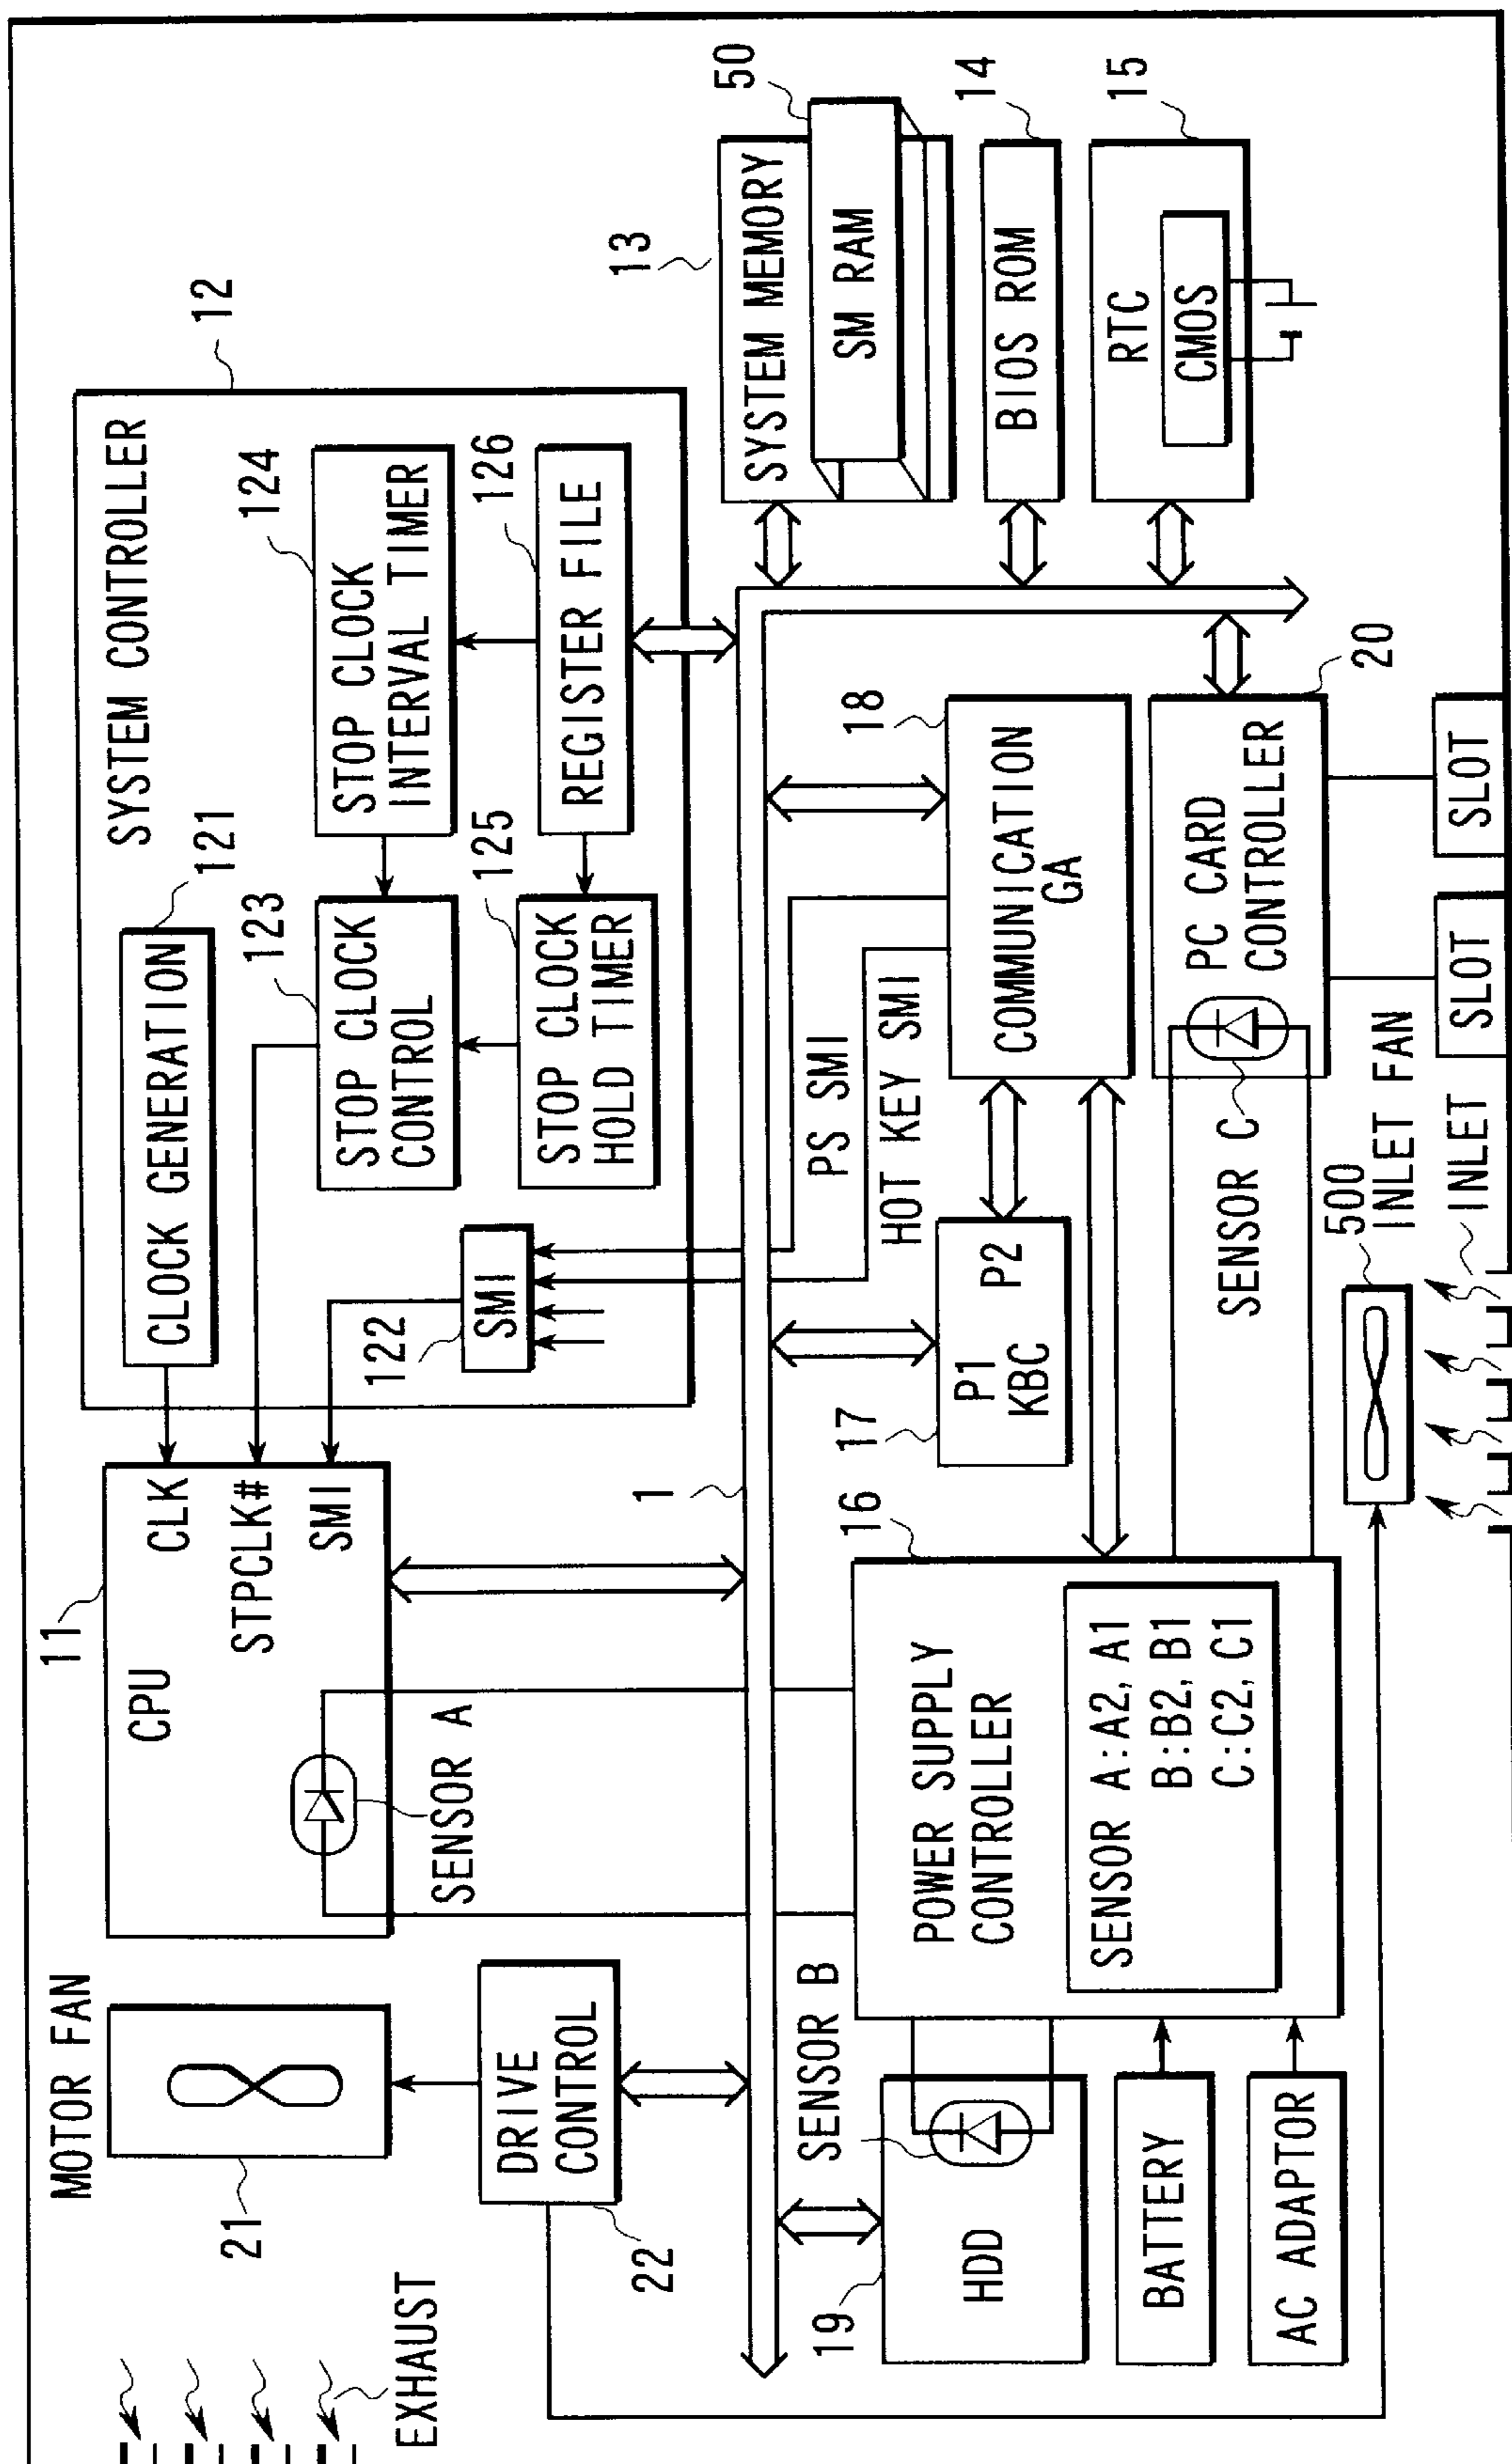 MOTOR FAN
21
EXHAUST
DRIVE
CONTROL
22
11
CPU
CLK
STPCLK#
SMI
SENSOR A
SYSTEM CONTROLLER
12
CLOCK GENERATION
121
SMI
122
STOP CLOCK
CONTROL
123
STOP CLOCK
INTERVAL TIMER
124
STOP CLOCK
HOLD TIMER
125
REGISTER FILE
126
1
13
SYSTEM MEMORY
SM RAM
50
BIOS ROM
14
RTC
CMOS
15
PS SMI
HOT KEY SMI
17
P1 P2
KBC
COMMUNICATION
GA
18
PC CARD
CONTROLLER
20
SENSOR C
SLOT
SLOT
16
POWER SUPPLY
CONTROLLER
SENSOR A:A2, A1
B:B2, B1
C:C2, C1
SENSOR B
19
HDD
BATTERY
AC ADAPTOR
500
INLET FAN
INLET